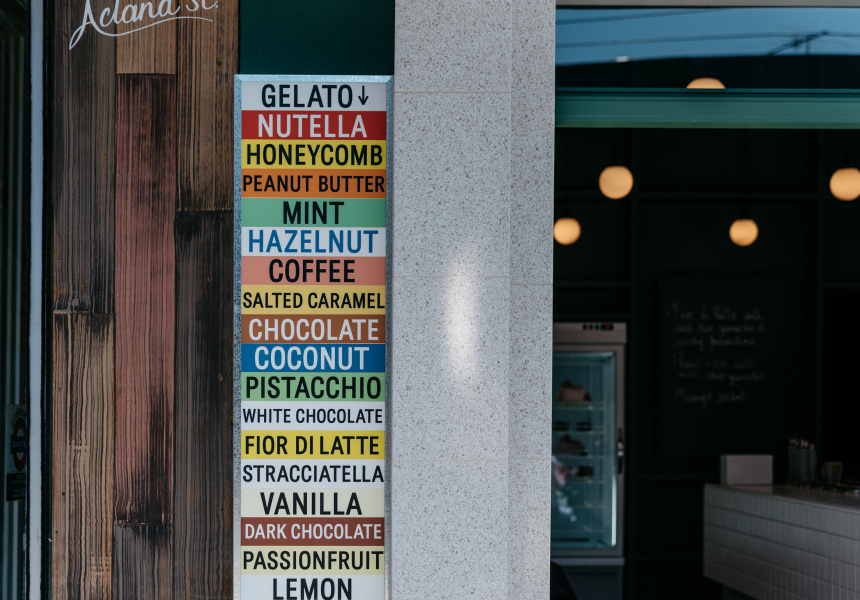 Acland St.
GELATO↓
NUTELLA
HONEYCOMB
PEANUT BUTTER
MINT
HAZELNUT
COFFEE
SALTED CARAMEL
CHOCOLATE
COCONUT
PISTACCHIO
WHITE CHOCOLATE
FIOR DI LATTE
STRACCIATELLA
VANILLA
DARK CHOCOLATE
PASSIONFRUIT
LEMON